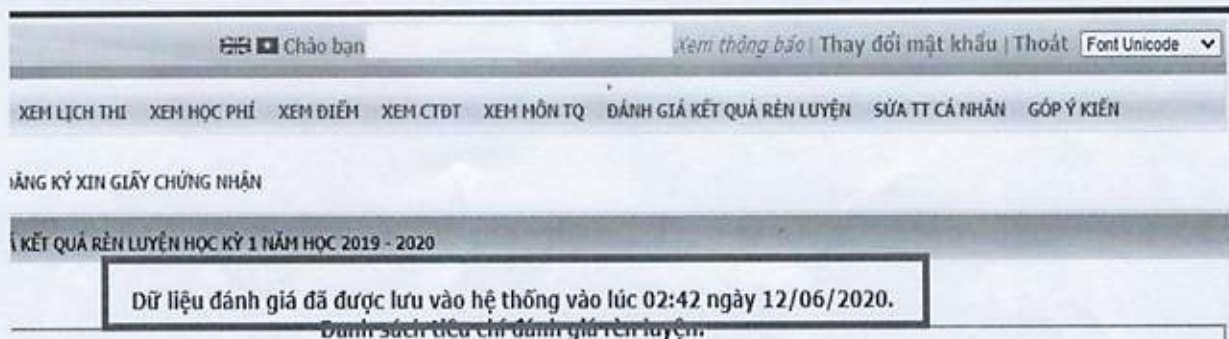 Chào bạn Xem thông báo | Thay đổi mật khẩu | Thoát Font Unicode
XEM LỊCH THI XEM HỌC PHÍ XEM ĐIỂM XEM CTĐT XEM MÔN TQ ĐÁNH GIÁ KẾT QUẢ RÈN LUYỆN SỬA TT CÁ NHÂN GÓP Ý KIẾN
ĐĂNG KÝ XIN GIẤY CHỨNG NHẬN
KẾT QUẢ RÈN LUYỆN HỌC KỲ 1 NĂM HỌC 2019 - 2020
Dữ liệu đánh giá đã được lưu vào hệ thống vào lúc 02:42 ngày 12/06/2020.
Danh sách tiêu chí đánh giá rèn luyện.